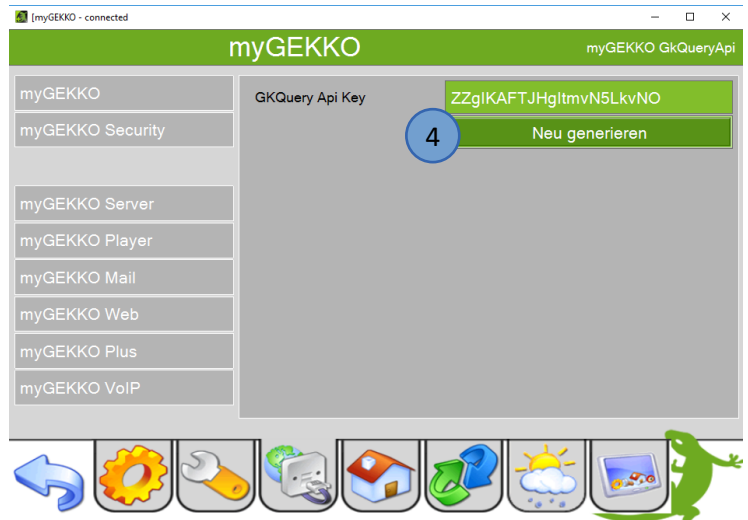 [myGEKKO - connected
myGEKKO
myGEKKO GkQueryApi
myGEKKO
myGEKKO Security
myGEKKO Server
myGEKKO Player
myGEKKO Mail
myGEKKO Web
myGEKKO Plus
myGEKKO VoIP
GKQuery Api Key
ZZgIKAFTJHgltmvN5LkvNO
4
Neu generieren